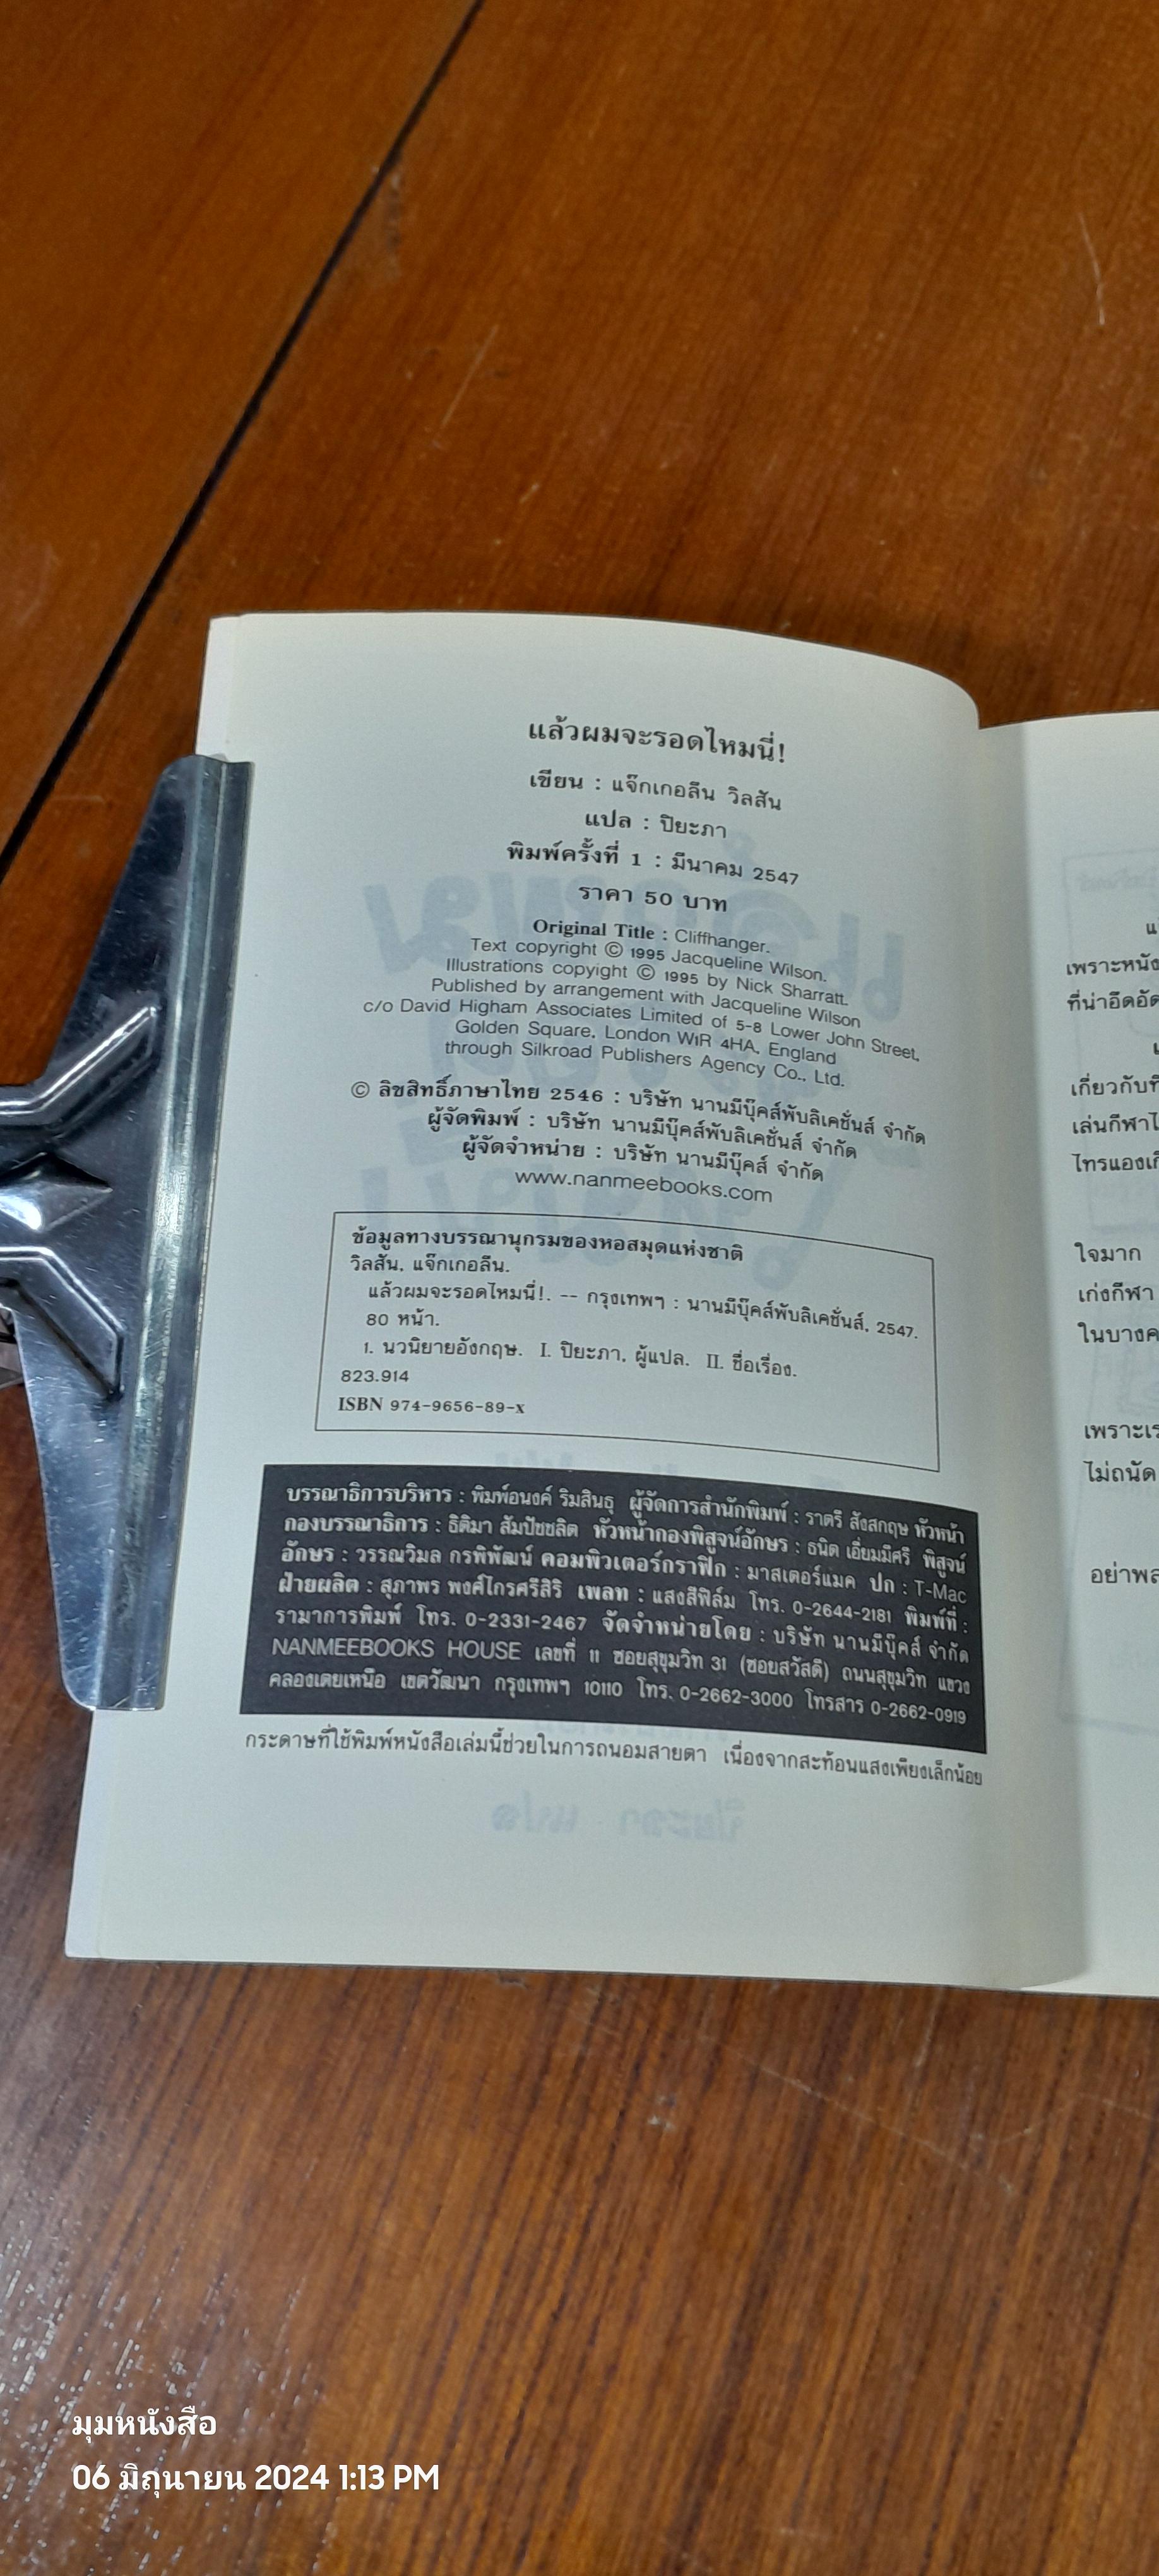 แล้วผมจะรอดไหมนี่!
เขียน : แจ๊กเกอลีน วิลสัน
แปล : ปิยะภา
พิมพ์ครั้งที่ 1 : มีนาคม 2547
ราคา 50 บาท
Original Title : Cliffhanger.
Text copyright © 1995 Jacqueline Wilson.
Illustrations copyight © 1995 by Nick Sharratt.
Published by arrangement with Jacqueline Wilson
c/o David Higham Associates Limited of 5-8 Lower John Street,
Golden Square, London W1R 4HA, England
through Silkroad Publishers Agency Co., Ltd.
© ลิขสิทธิ์ภาษาไทย 2546 : บริษัท นานมีบุ๊คส์พับลิเคชั่นส์ จำกัด
ผู้จัดพิมพ์ : บริษัท นานมีบุ๊คส์พับลิเคชั่นส์ จำกัด
ผู้จัดจำหน่าย : บริษัท นานมีบุ๊คส์ จำกัด
www.nanmeebooks.com
ข้อมูลทางบรรณานุกรมของหอสมุดแห่งชาติ
วิลสัน, แจ๊กเกอลีน.
แล้วผมจะรอดไหมนี่!. -- กรุงเทพฯ : นานมีบุ๊คส์พับลิเคชั่นส์, 2547.
80 หน้า.
1. นวนิยายอังกฤษ. I. ปิยะภา, ผู้แปล. II. ชื่อเรื่อง.
823.914
ISBN 974-9656-89-x
บรรณาธิการบริหาร : พิมพ์อนงค์ ริมสินธุ ผู้จัดการสำนักพิมพ์ : ราตรี สังสกฤษ หัวหน้า
กองบรรณาธิการ : ธิติมา สัมปัชชลิต หัวหน้ากองพิสูจน์อักษร : ธนิต เอี่ยมมีศรี พิสูจน์
อักษร : วรรณวิมล กรพิพัฒน์ คอมพิวเตอร์กราฟิก : มาสเตอร์แมค ปก : T-Mac
ฝ่ายผลิต : สุภาพร พงศ์ไกรศรีสิริ เพลท : แสงสีฟิล์ม โทร. 0-2644-2181 พิมพ์ที่ :
รามาการพิมพ์ โทร. 0-2331-2467 จัดจำหน่ายโดย : บริษัท นานมีบุ๊คส์ จำกัด
NANMEEBOOKS HOUSE เลขที่ 11 ซอยสุขุมวิท 31 (ซอยสวัสดี) ถนนสุขุมวิท แขวง
คลองเตยเหนือ เขตวัฒนา กรุงเทพฯ 10110 โทร. 0-2662-3000 โทรสาร 0-2662-0919
กระดาษที่ใช้พิมพ์หนังสือเล่มนี้ช่วยในการถนอมสายตา เนื่องจากสะท้อนแสงเพียงเล็กน้อย
เพราะหนัง
ที่น่าอึดอัด
เกี่ยวกับที
เล่นกีฬาไ
ไทรแองเกิ
ใจมาก
เก่งกีฬา
ในบางค
เพราะเร
ไม่ถนัด
อย่าพล
มุมหนังสือ
06 มิถุนายน 2024 1:13 PM